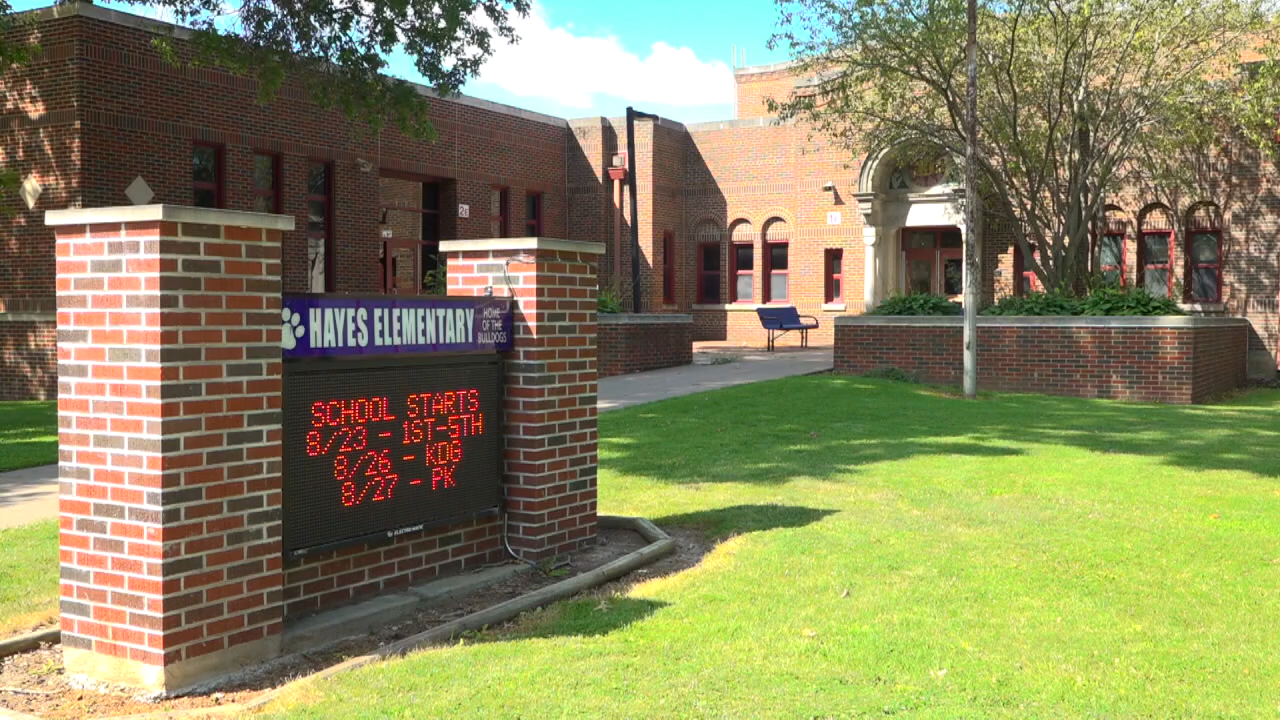 HAYES ELEMENTARY
HOME
OF THE
BULLDOGS
SCHOOL STARTS
8/23 - 1ST-5TH
8/26 - KDG
8/27 - PK